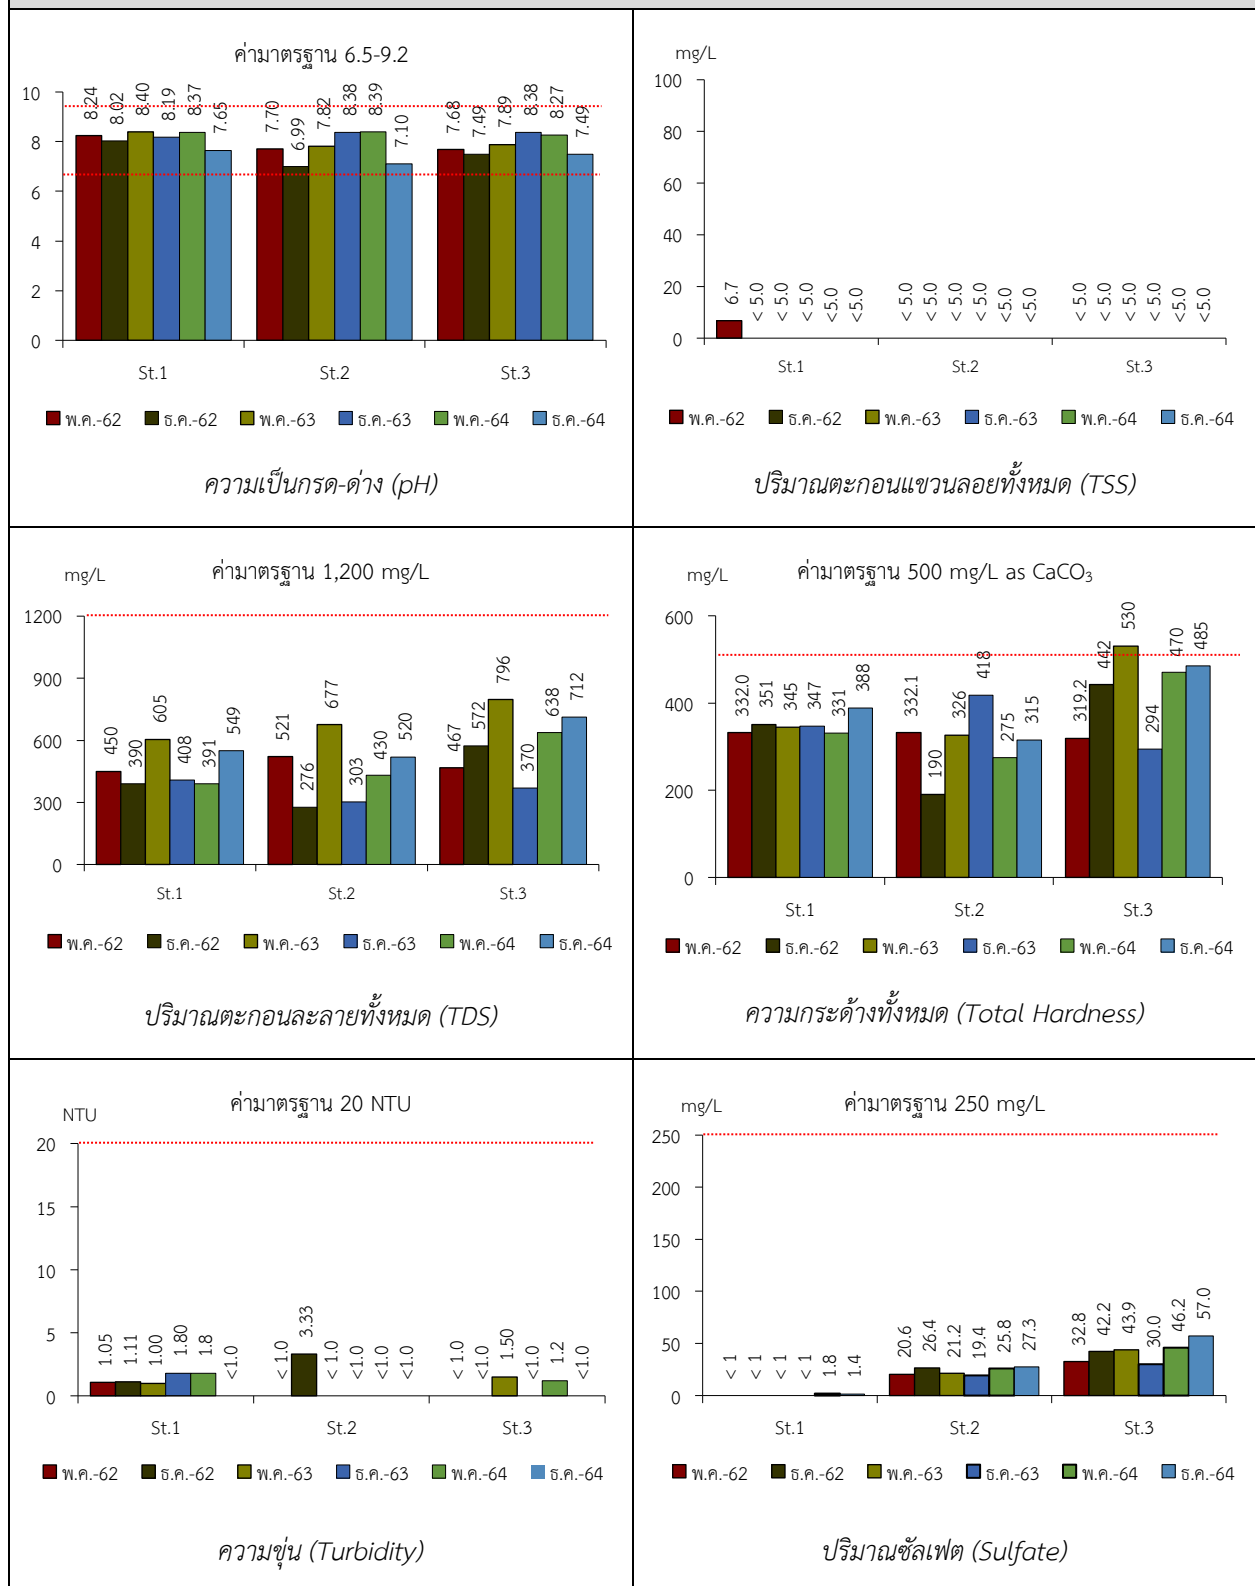 ค่ามาตรฐาน 6.5-9.2
10
8
6
4
2
0
8.24 8.02 8.40 8.19 8.37 7.65
7.70 6.99 7.82 8.38 8.39 7.10
7.68 7.49 7.89 8.38 8.27 7.49
St.1 St.2 St.3
พ.ค.-62 ธ.ค.-62 พ.ค.-63 ธ.ค.-63 พ.ค.-64 ธ.ค.-64
ความเป็นกรด-ด่าง (pH)
mg/L
100
80
60
40
20
0
6.7 <5.0 <5.0 <5.0 <5.0 <5.0
<5.0 <5.0 <5.0 <5.0 <5.0 <5.0
<5.0 <5.0 <5.0 <5.0 <5.0 <5.0
St.1 St.2 St.3
พ.ค.-62 ธ.ค.-62 พ.ค.-63 ธ.ค.-63 พ.ค.-64 ธ.ค.-64
ปริมาณตะกอนแขวนลอยทั้งหมด (TSS)
mg/L ค่ามาตรฐาน 1,200 mg/L
1200
900
600
300
0
450 390 605 408 391 549
521 276 677 303 430 520
467 572 796 370 638 712
St.1 St.2 St.3
พ.ค.-62 ธ.ค.-62 พ.ค.-63 ธ.ค.-63 พ.ค.-64 ธ.ค.-64
ปริมาณตะกอนละลายทั้งหมด (TDS)
mg/L ค่ามาตรฐาน 500 mg/L as CaCO₃
600
400
200
0
332.0 351 345 347 331 388
332.1 190 326 418 275 315
319.2 442 530 294 470 485
St.1 St.2 St.3
พ.ค.-62 ธ.ค.-62 พ.ค.-63 ธ.ค.-63 พ.ค.-64 ธ.ค.-64
ความกระด้างทั้งหมด (Total Hardness)
NTU ค่ามาตรฐาน 20 NTU
20
15
10
5
0
1.05 1.11 1.00 1.80 1.8 <1.0
<1.0 3.33 <1.0 <1.0 <1.0 <1.0
<1.0 <1.0 1.50 <1.0 1.2 <1.0
St.1 St.2 St.3
พ.ค.-62 ธ.ค.-62 พ.ค.-63 ธ.ค.-63 พ.ค.-64 ธ.ค.-64
ความขุ่น (Turbidity)
mg/L ค่ามาตรฐาน 250 mg/L
250
200
150
100
50
0
< 1 < 1 < 1 < 1 1.8 1.4
20.6 26.4 21.2 19.4 25.8 27.3
32.8 42.2 43.9 30.0 46.2 57.0
St.1 St.2 St.3
พ.ค.-62 ธ.ค.-62 พ.ค.-63 ธ.ค.-63 พ.ค.-64 ธ.ค.-64
ปริมาณซัลเฟต (Sulfate)